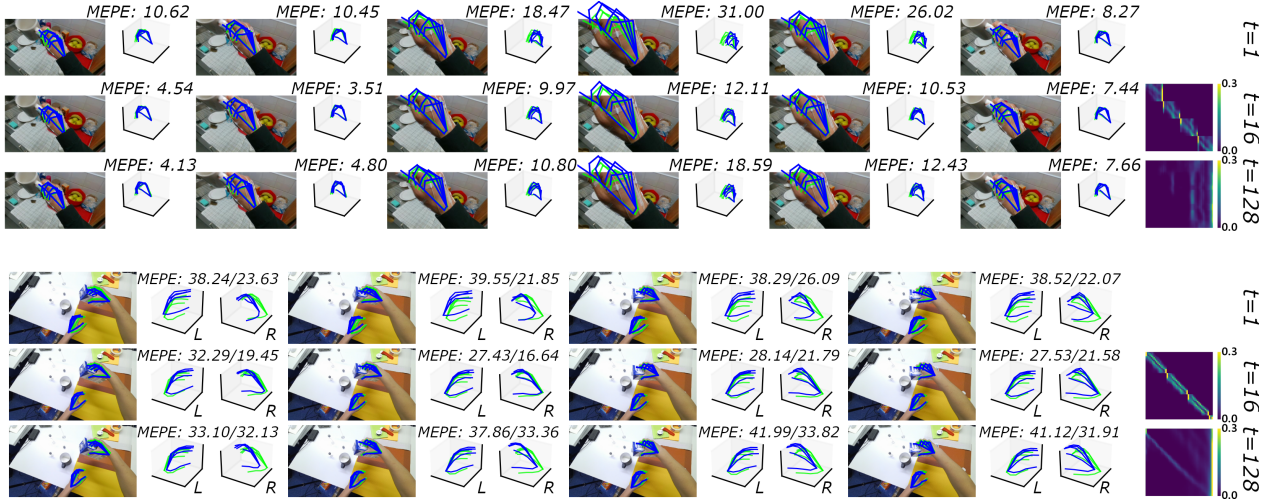 MEPE: 10.62 MEPE: 10.45 MEPE: 18.47 MEPE: 31.00 MEPE: 26.02 MEPE: 8.27 t=1
MEPE: 4.54 MEPE: 3.51 MEPE: 9.97 MEPE: 12.11 MEPE: 10.53 MEPE: 7.44 0.3
t=16
0.0
MEPE: 4.13 MEPE: 4.80 MEPE: 10.80 MEPE: 18.59 MEPE: 12.43 MEPE: 7.66 0.3
t=128
0.0
MEPE: 38.24/23.63 MEPE: 39.55/21.85 MEPE: 38.29/26.09 MEPE: 38.52/22.07
t=1
L R L R L R L R
MEPE: 32.29/19.45 MEPE: 27.43/16.64 MEPE: 28.14/21.79 MEPE: 27.53/21.58 0.3
t=16
L R L R L R L R 0.0
MEPE: 33.10/32.13 MEPE: 37.86/33.36 MEPE: 41.99/33.82 MEPE: 41.12/31.91 0.3
t=128
L R L R L R L R 0.0